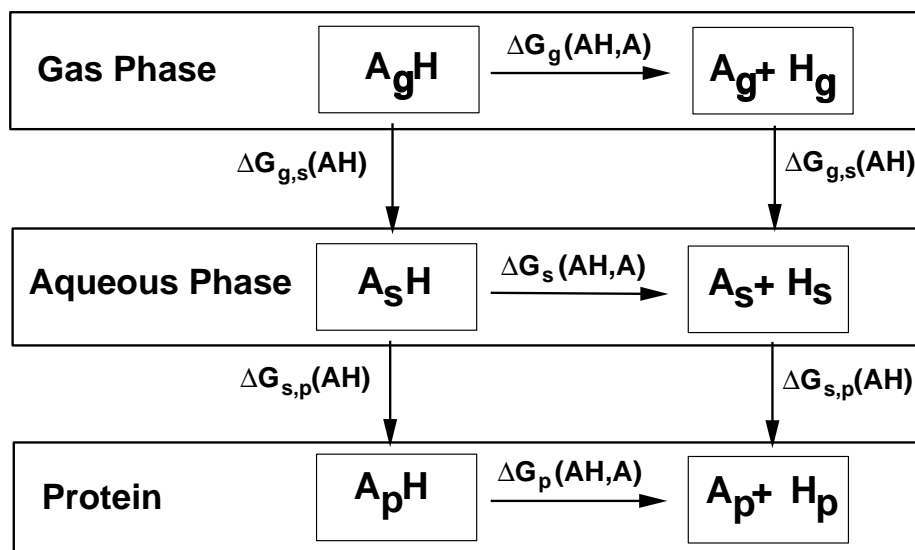 Gas Phase
AgH
ΔGg(AH,A)
Ag+ Hg
ΔGg,s(AH)
ΔGg,s(AH)
Aqueous Phase
AsH
ΔGs(AH,A)
As+ Hs
ΔGs,p(AH)
ΔGs,p(AH)
Protein
ApH
ΔGp(AH,A)
Ap+ Hp